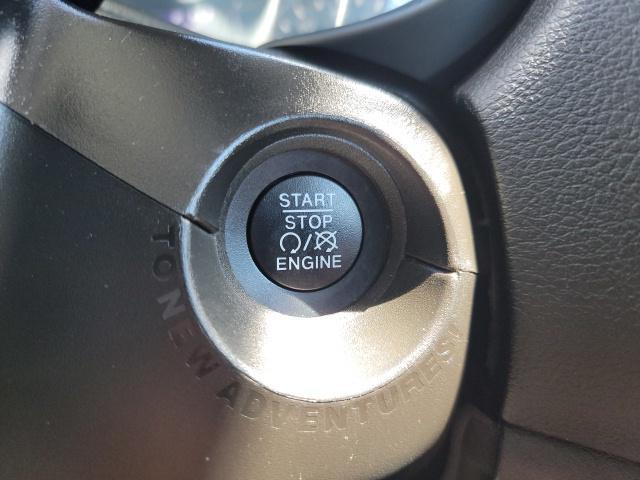 START
STOP
ENGINE
TO NEW ADVENTURES!